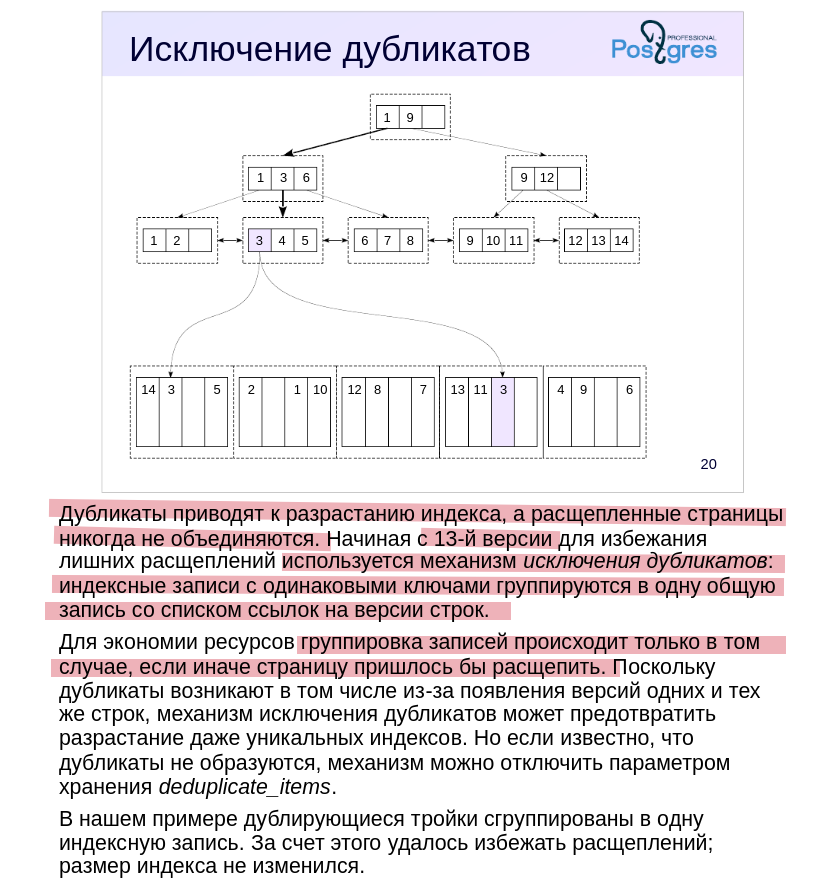 Исключение дубликатов
PROFESSIONAL
Postgres
1 9
1 3 6
9 12
1 2
3 4 5
6 7 8
9 10 11
12 13 14
14 3 5
2 1 10
12 8 7
13 11 3
4 9 6
20
Дубликаты приводят к разрастанию индекса, а расщепленные страницы
никогда не объединяются. Начиная с 13-й версии для избежания
лишних расщеплений используется механизм исключения дубликатов:
индексные записи с одинаковыми ключами группируются в одну общую
запись со списком ссылок на версии строк.
Для экономии ресурсов группировка записей происходит только в том
случае, если иначе страницу пришлось бы расщепить. Поскольку
дубликаты возникают в том числе из-за появления версий одних и тех
же строк, механизм исключения дубликатов может предотвратить
разрастание даже уникальных индексов. Но если известно, что
дубликаты не образуются, механизм можно отключить параметром
хранения deduplicate_items.
В нашем примере дублирующиеся тройки сгруппированы в одну
индексную запись. За счет этого удалось избежать расщеплений;
размер индекса не изменился.